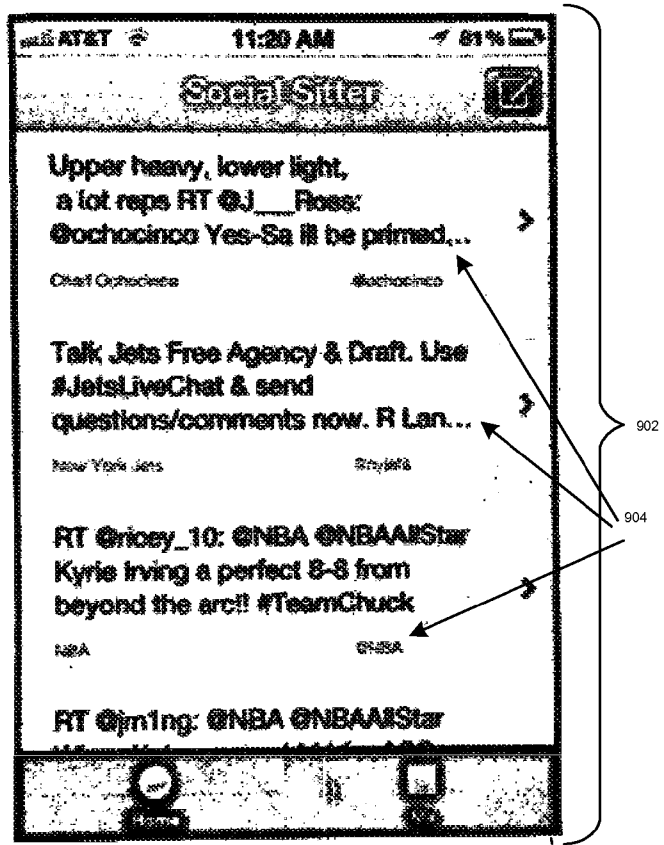 AT&T 11:20 AM 81%
Social Sitter
Upper heavy, lower light,
a lot reps RT @J___Ross:
@ochocinco Yes-Sa ill be primed,...
Chad Ochocinco @ochocinco
Talk Jets Free Agency & Draft. Use
#JetsLiveChat & send
questions/comments now. R Lan...
New York Jets @nyjets
902
904
RT @ricey_10: @NBA @NBAAllStar
Kyrie Irving a perfect 8-8 from
beyond the arc!! #TeamChuck
NBA @NBA
RT @jm1ng: @NBA @NBAAllStar